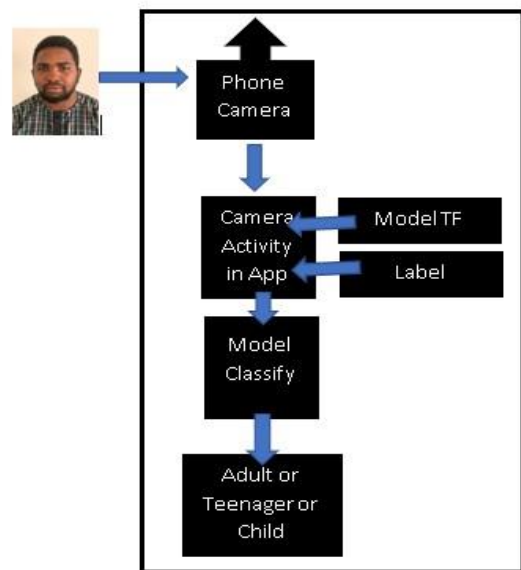 Phone
Camera
Camera
Activity
in App
Model TF
Label
Model
Classify
Adult or
Teenager or
Child